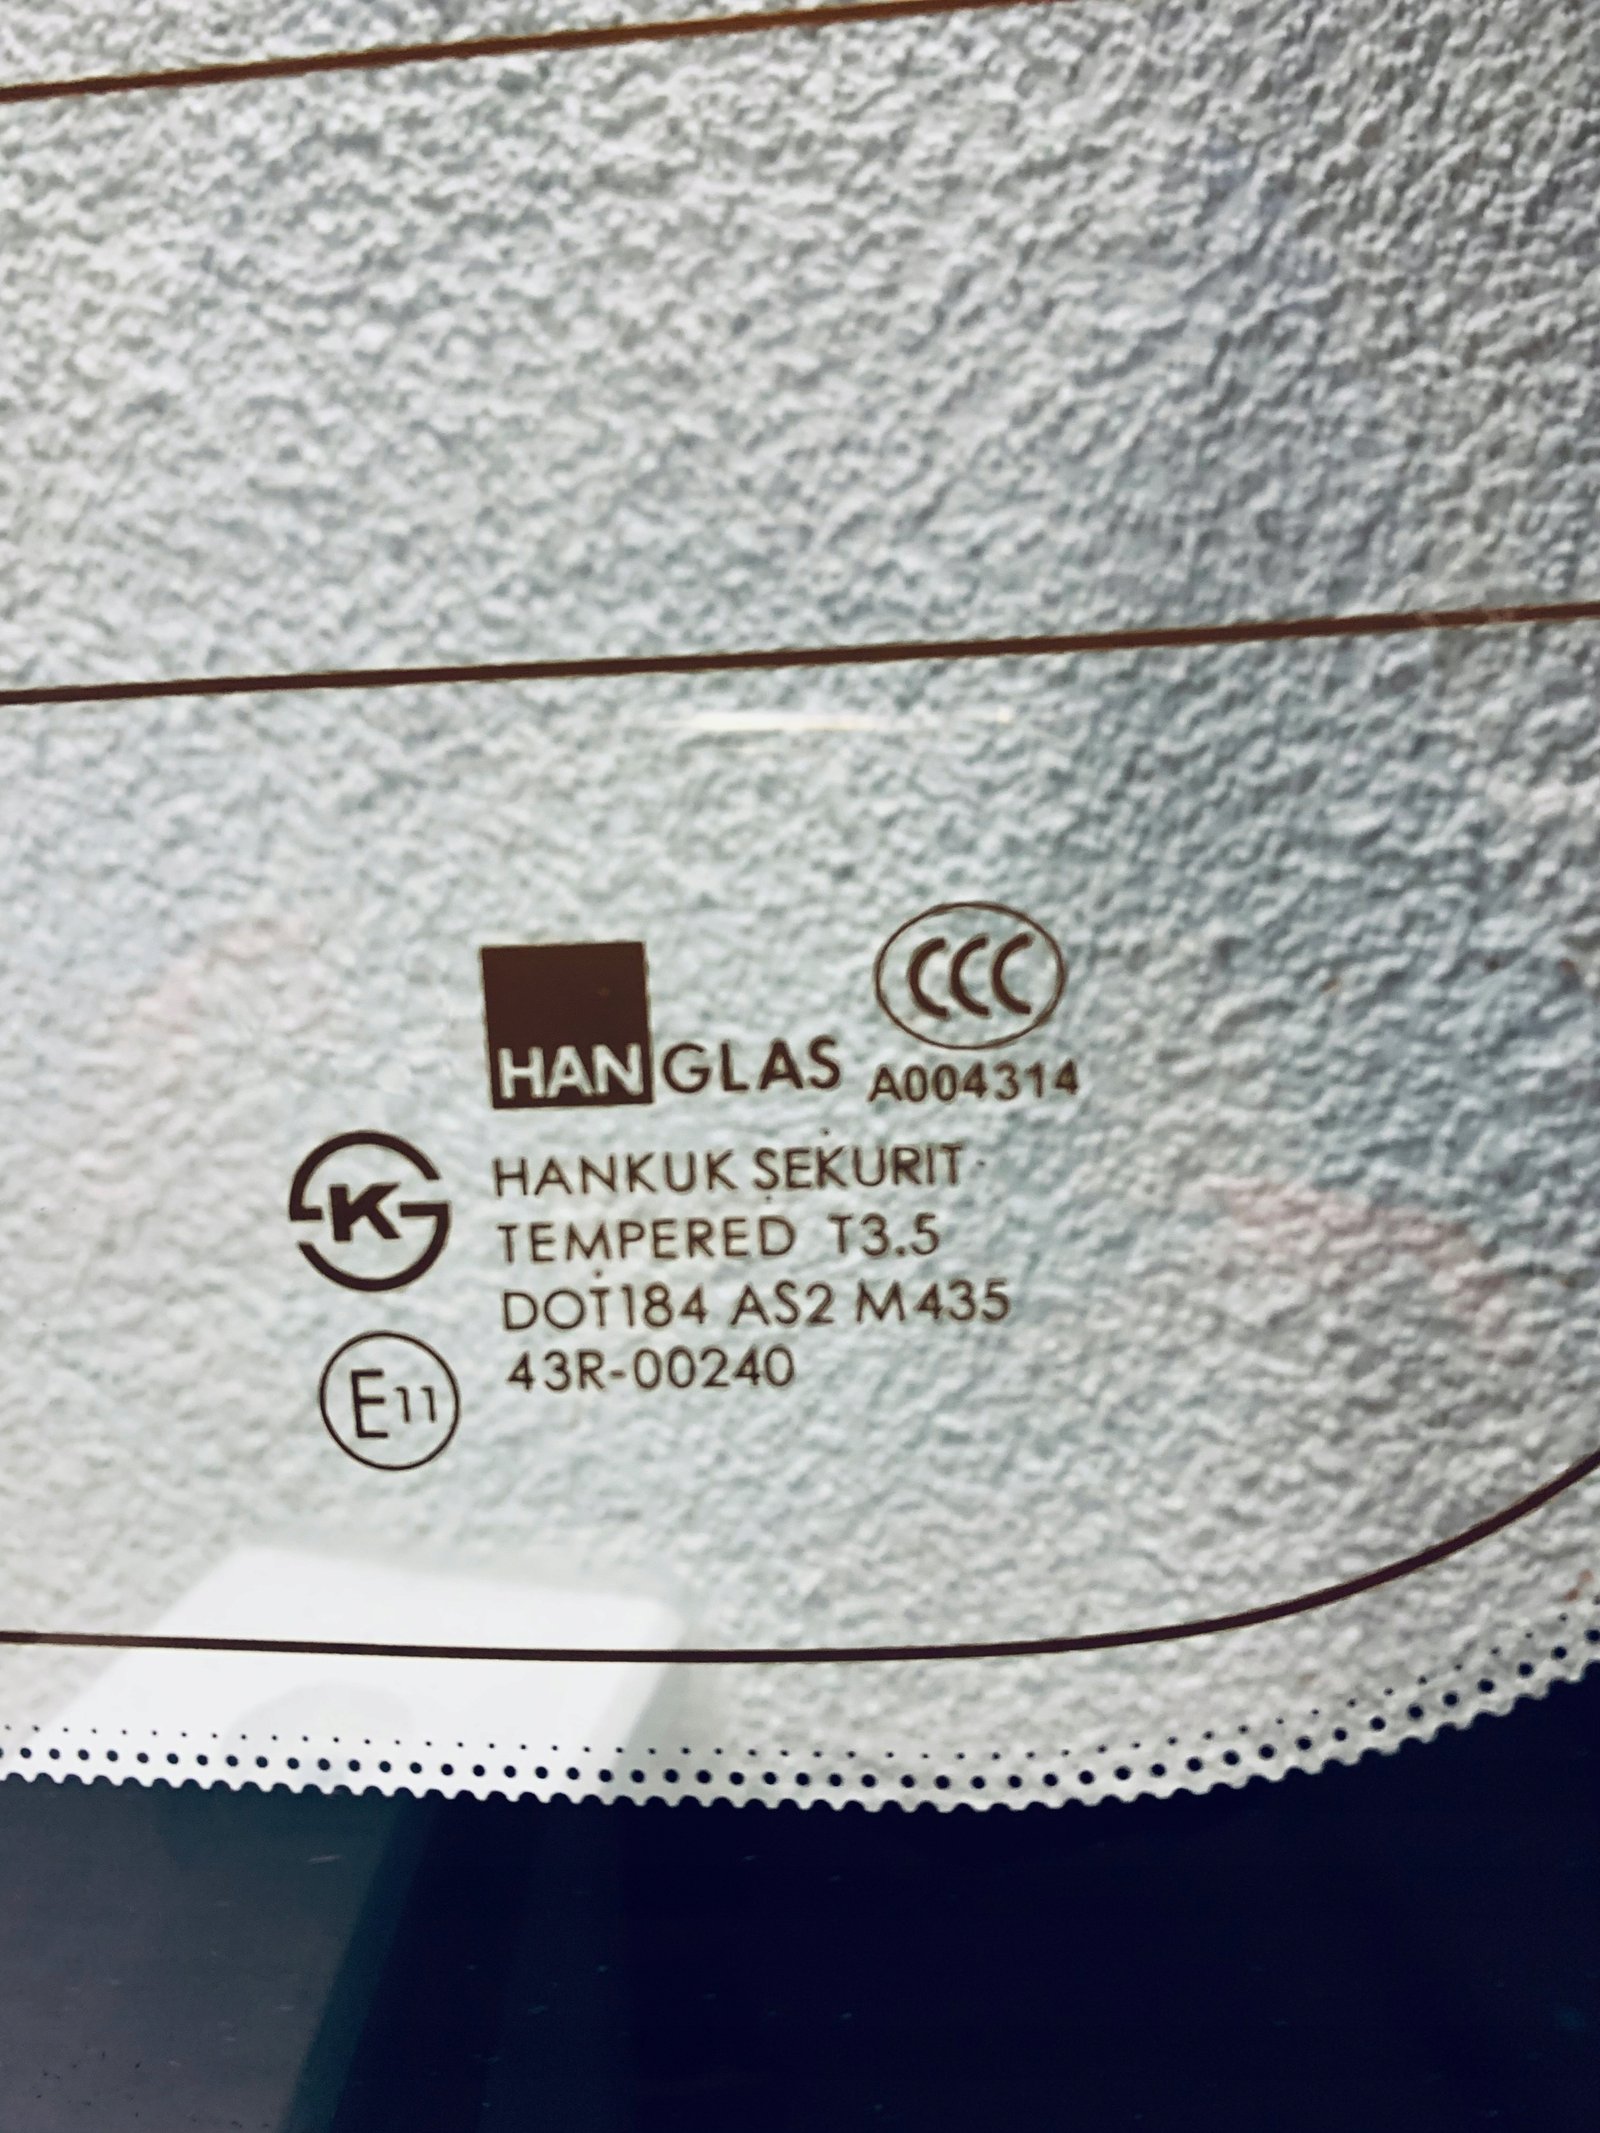 HANGLAS
CCC
A004314
K
HANKUK SEKURIT
TEMPERED T3.5
DOT184 AS2 M435
E11
43R-00240